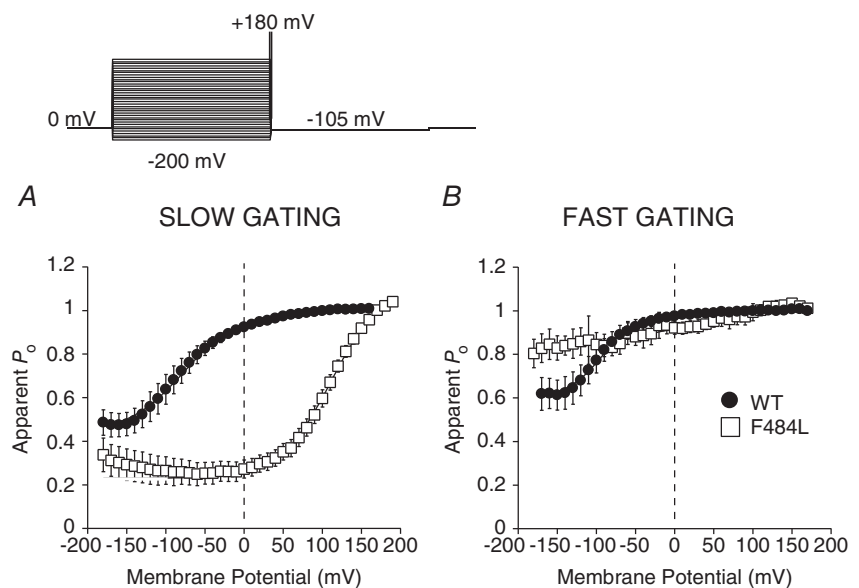 +180 mV
0 mV
-105 mV
-200 mV
A
SLOW GATING
B
FAST GATING
1.2
1
0.8
0.6
0.4
0.2
0
Apparent Po
-200 -150 -100 -50 0 50 100 150 200
Membrane Potential (mV)
1.2
1
0.8
0.6
0.4
0.2
0
Apparent Po
WT
F484L
-200 -150 -100 -50 0 50 100 150 200
Membrane Potential (mV)